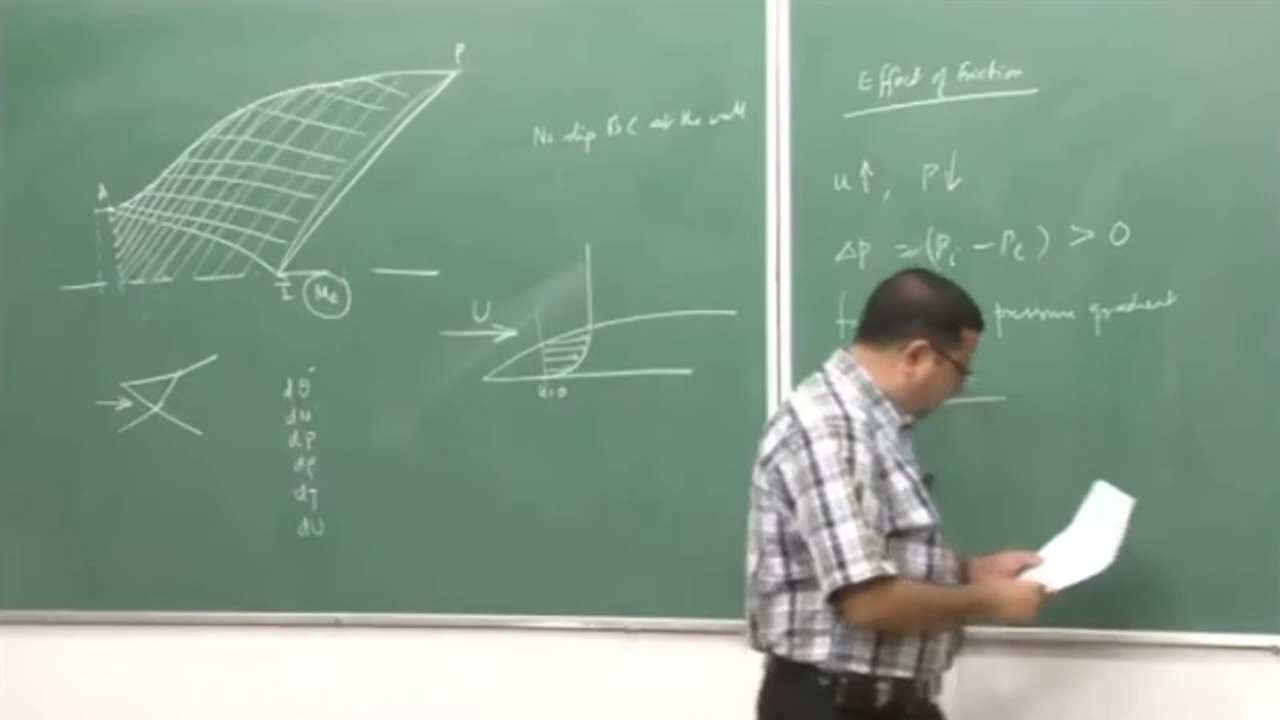 P
No slip BC at the wall
A
I
Me
U
u=0
dθ
dM
dp
dρ
dT
dU
Effect of Friction
u↑, P↓
Δp = (Pi - Pe) > 0
pressure gradient